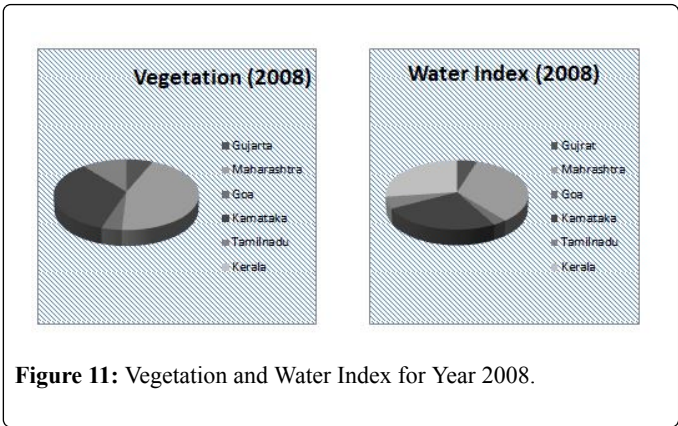 Vegetation (2008)
Gujarta
Maharashtra
Goa
Karnataka
Tamilnadu
Kerala
Water Index (2008)
Gujrat
Mahrashtra
Goa
Karnataka
Tamilnadu
Kerala
Figure 11: Vegetation and Water Index for Year 2008.